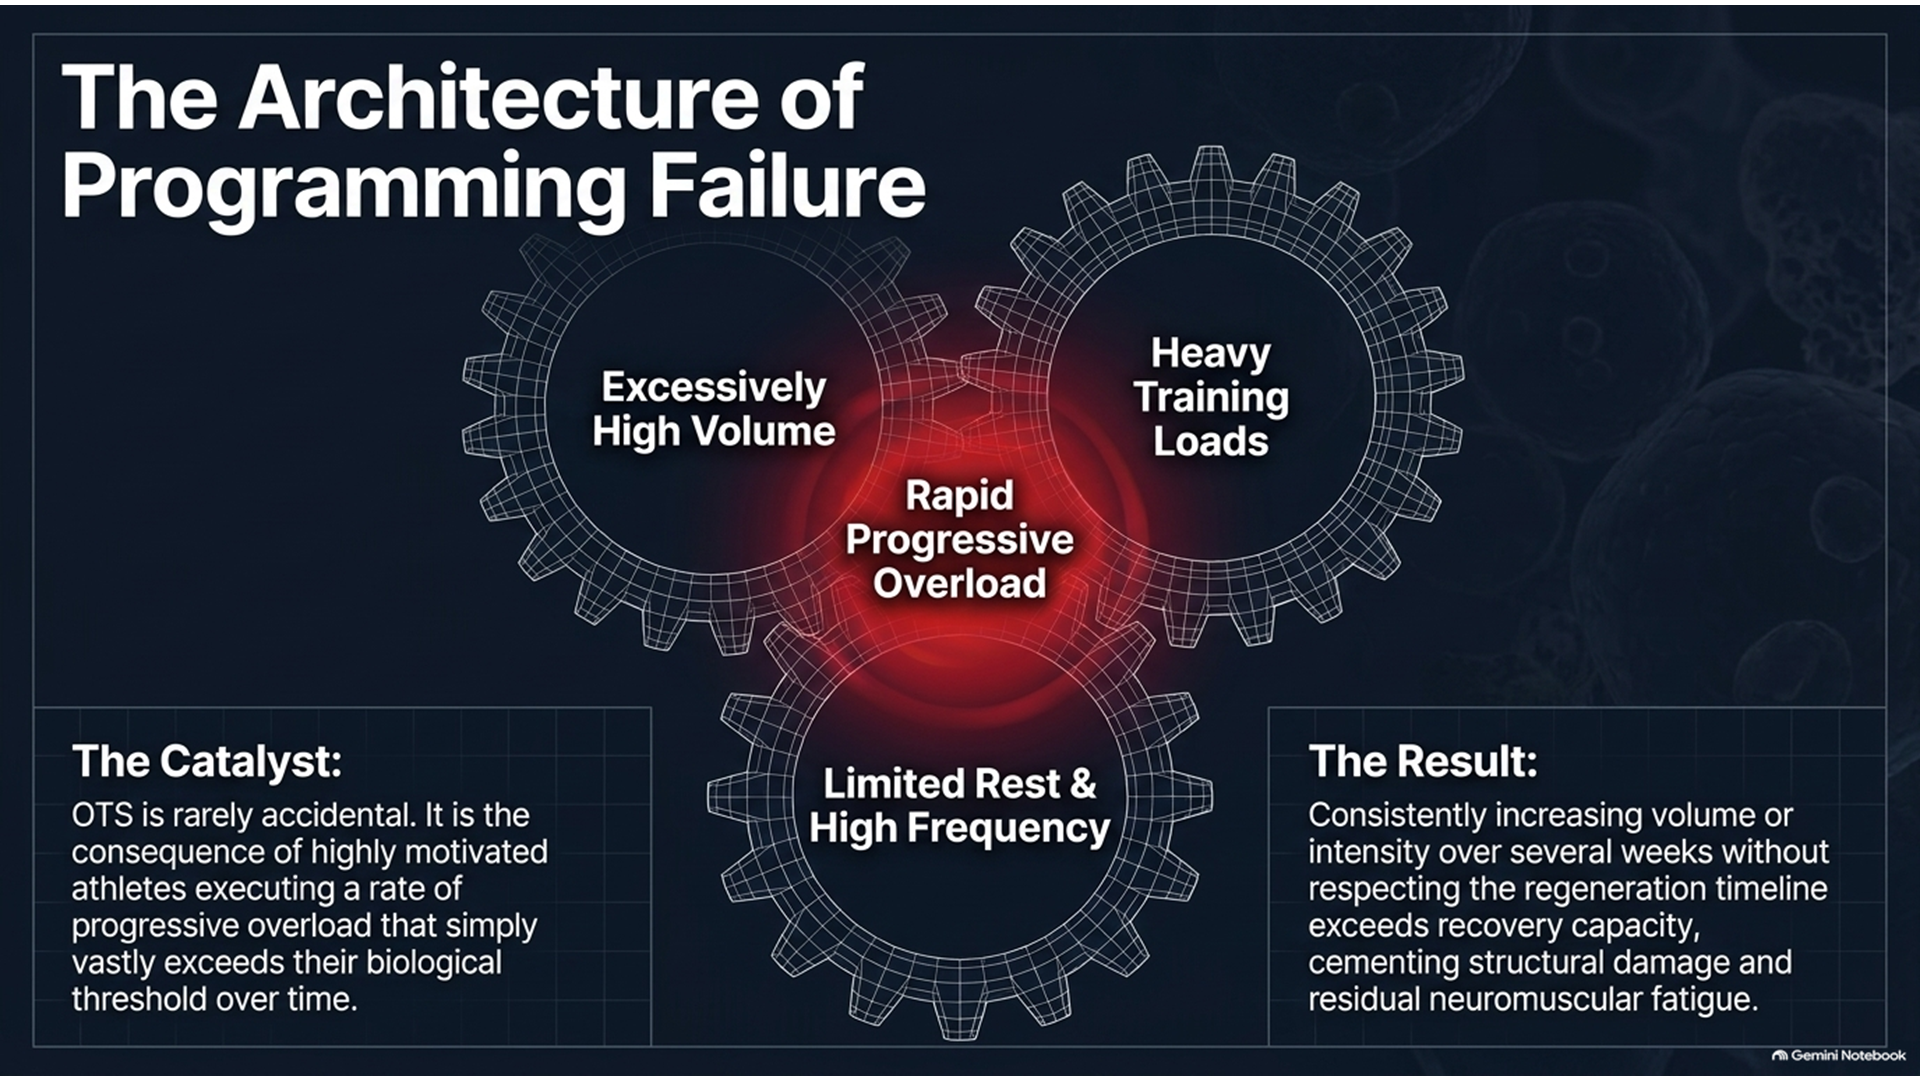 The Architecture of
Programming Failure
Excessively
High Volume
Heavy
Training
Loads
Rapid
Progressive
Overload
Limited Rest &
High Frequency
The Catalyst:
OTS is rarely accidental. It is the
consequence of highly motivated
athletes executing a rate of
progressive overload that simply
vastly exceeds their biological
threshold over time.
The Result:
Consistently increasing volume or
intensity over several weeks without
respecting the regeneration timeline
exceeds recovery capacity,
cementing structural damage and
residual neuromuscular fatigue.
Gemini Notebook